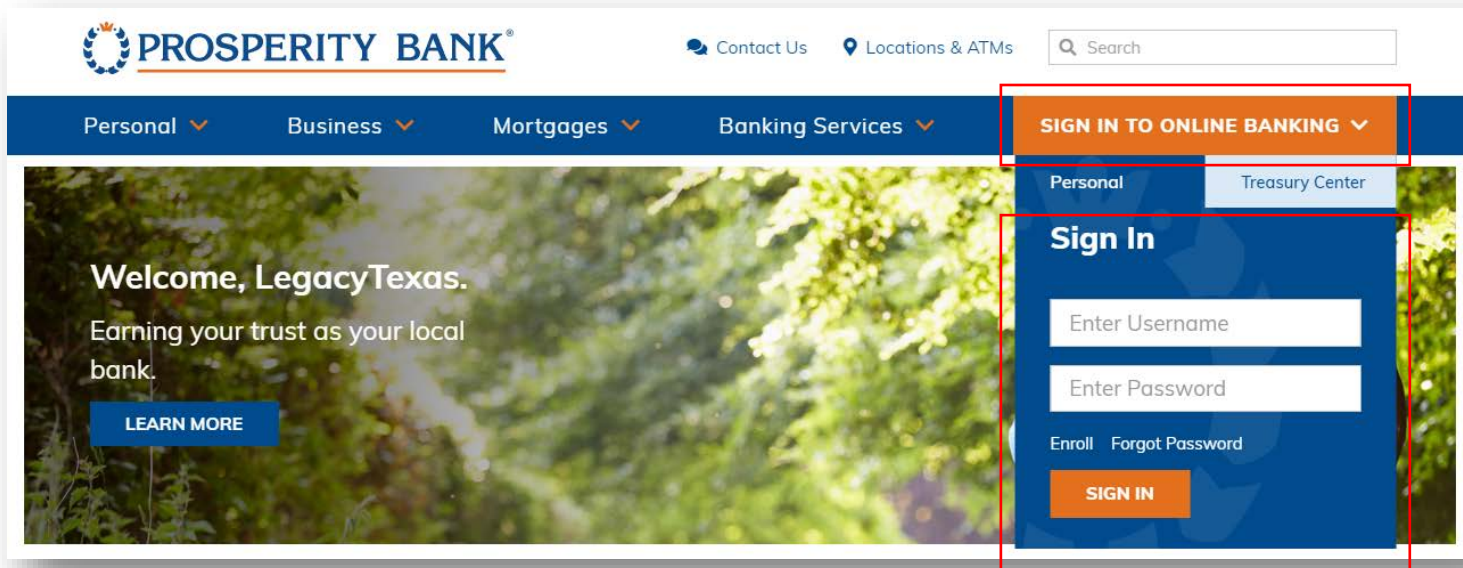 PROSPERITY BANK®
Contact Us Locations & ATMs Search
Personal Business Mortgages Banking Services SIGN IN TO ONLINE BANKING
Personal Treasury Center
Sign In
Enter Username
Enter Password
Enroll Forgot Password
SIGN IN
Welcome, LegacyTexas.
Earning your trust as your local
bank.
LEARN MORE